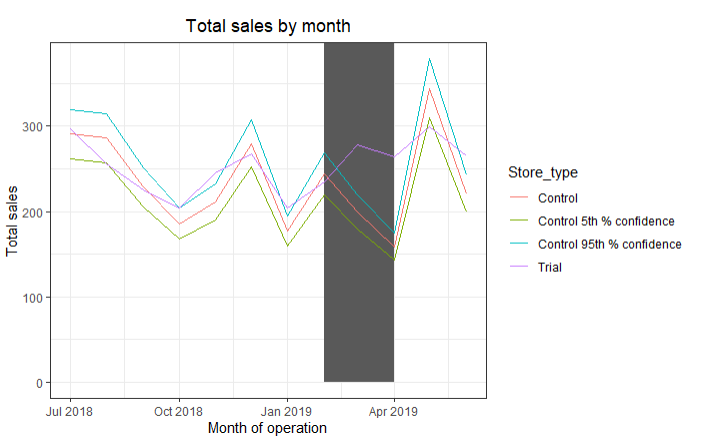 Total sales by month
Total sales
300
200
100
0
Jul 2018 Oct 2018 Jan 2019 Apr 2019
Month of operation
Store_type
Control
Control 5th % confidence
Control 95th % confidence
Trial